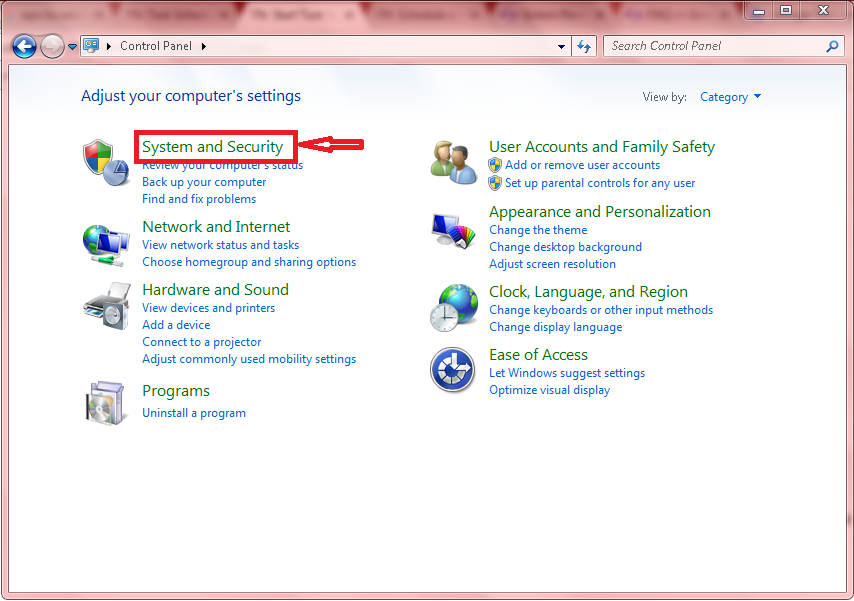 Control Panel
Search Control Panel
Adjust your computer's settings
View by: Category
System and Security
Review your computer's status
Back up your computer
Find and fix problems
Network and Internet
View network status and tasks
Choose homegroup and sharing options
Hardware and Sound
View devices and printers
Add a device
Connect to a projector
Adjust commonly used mobility settings
Programs
Uninstall a program
User Accounts and Family Safety
Add or remove user accounts
Set up parental controls for any user
Appearance and Personalization
Change the theme
Change desktop background
Adjust screen resolution
Clock, Language, and Region
Change keyboards or other input methods
Change display language
Ease of Access
Let Windows suggest settings
Optimize visual display